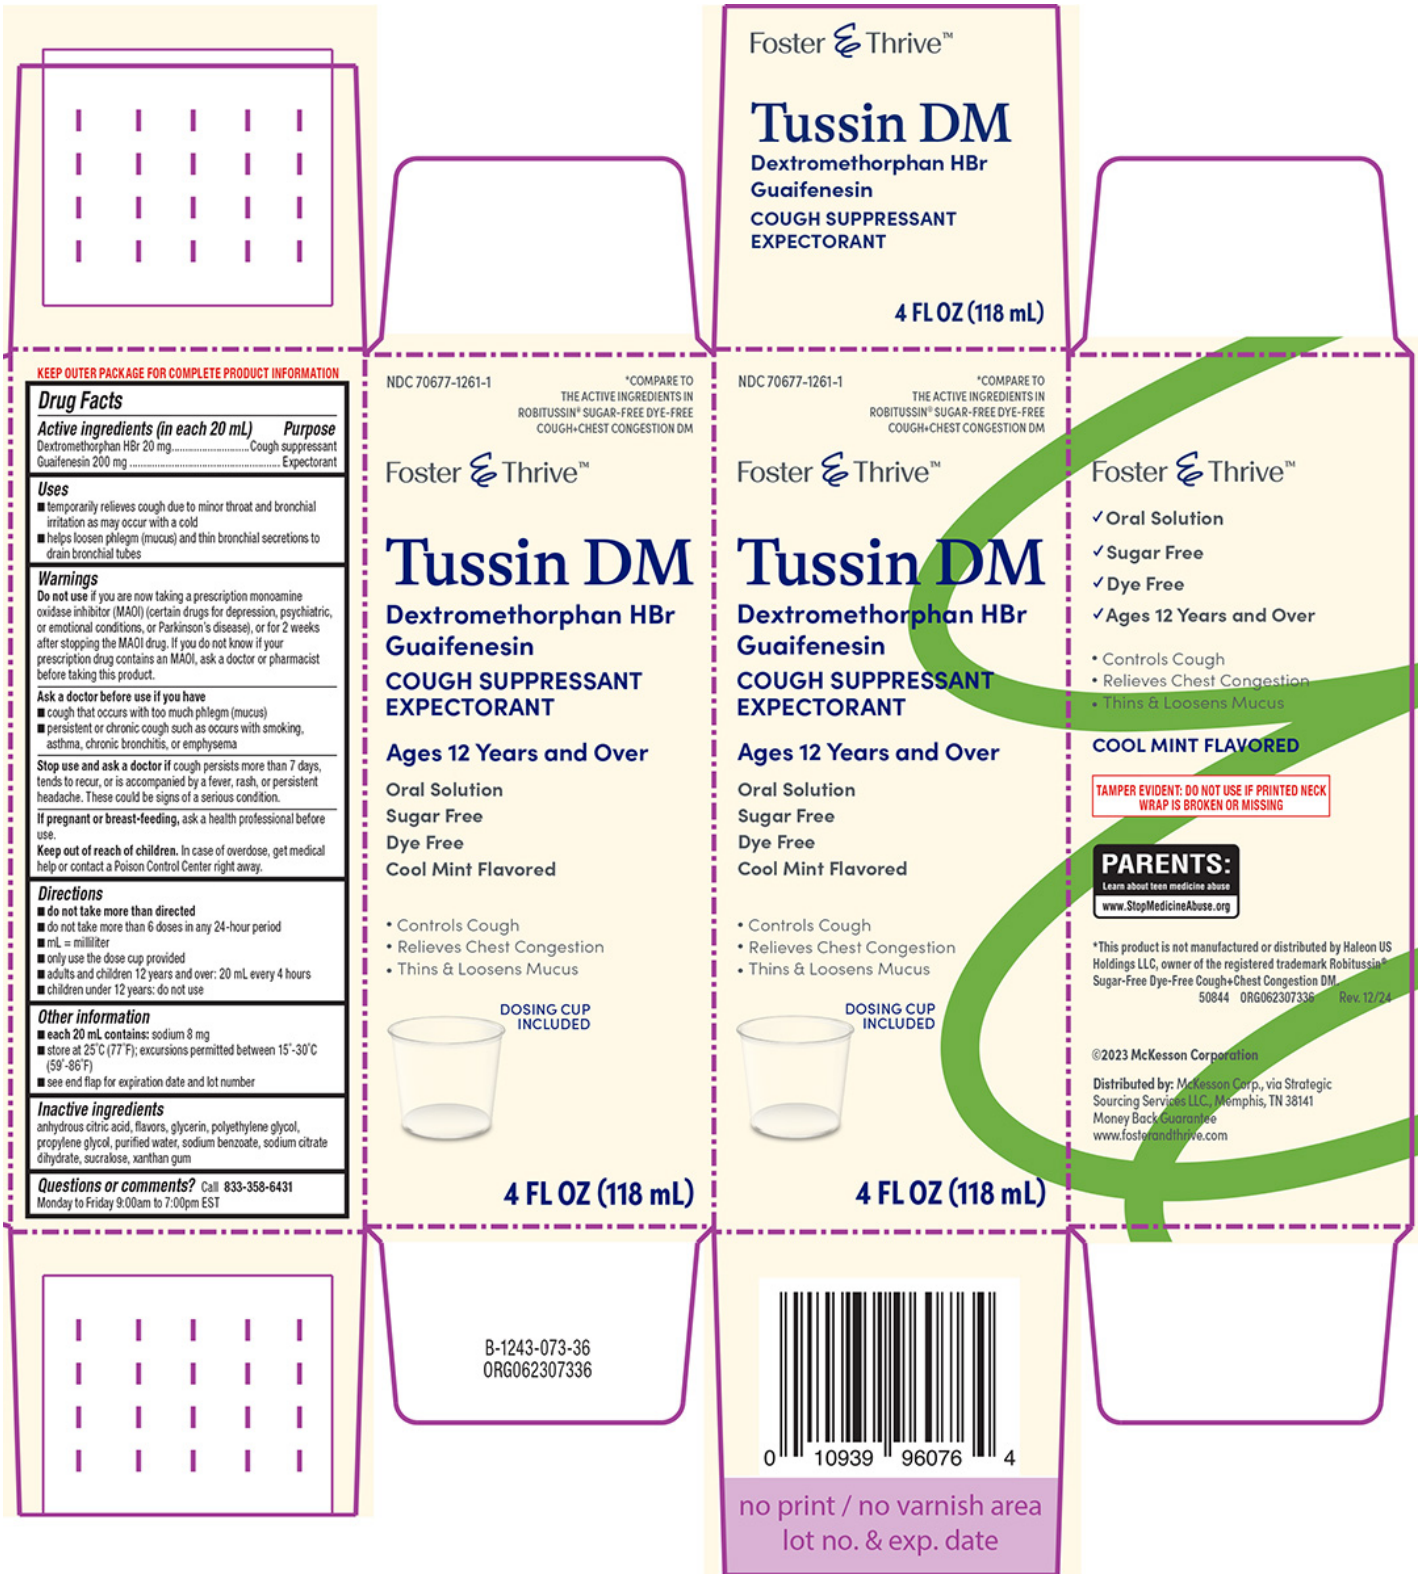 Foster & Thrive™
Tussin DM
Dextromethorphan HBr
Guaifenesin
COUGH SUPPRESSANT
EXPECTORANT
4 FL OZ (118 mL)
KEEP OUTER PACKAGE FOR COMPLETE PRODUCT INFORMATION
Drug Facts
Active ingredients (in each 20 mL) Purpose
Dextromethorphan HBr 20 mg............................Cough suppressant
Guaifenesin 200 mg ....................................................... Expectorant
Uses
■ temporarily relieves cough due to minor throat and bronchial
irritation as may occur with a cold
■ helps loosen phlegm (mucus) and thin bronchial secretions to
drain bronchial tubes
Warnings
Do not use if you are now taking a prescription monoamine
oxidase inhibitor (MAOI) (certain drugs for depression, psychiatric,
or emotional conditions, or Parkinson's disease), or for 2 weeks
after stopping the MAOI drug. If you do not know if your
prescription drug contains an MAOI, ask a doctor or pharmacist
before taking this product.
Ask a doctor before use if you have
■ cough that occurs with too much phlegm (mucus)
■ persistent or chronic cough such as occurs with smoking,
asthma, chronic bronchitis, or emphysema
Stop use and ask a doctor if cough persists more than 7 days,
tends to recur, or is accompanied by a fever, rash, or persistent
headache. These could be signs of a serious condition.
If pregnant or breast-feeding, ask a health professional before
use.
Keep out of reach of children. In case of overdose, get medical
help or contact a Poison Control Center right away.
Directions
■ do not take more than directed
■ do not take more than 6 doses in any 24-hour period
■ mL = milliliter
■ only use the dose cup provided
■ adults and children 12 years and over: 20 mL every 4 hours
■ children under 12 years: do not use
Other information
■ each 20 mL contains: sodium 8 mg
■ store at 25°C (77°F); excursions permitted between 15°-30°C
(59°-86°F)
■ see end flap for expiration date and lot number
Inactive ingredients
anhydrous citric acid, flavors, glycerin, polyethylene glycol,
propylene glycol, purified water, sodium benzoate, sodium citrate
dihydrate, sucralose, xanthan gum
Questions or comments? Call 833-358-6431
Monday to Friday 9:00am to 7:00pm EST
NDC 70677-1261-1
*COMPARE TO
THE ACTIVE INGREDIENTS IN
ROBITUSSIN® SUGAR-FREE DYE-FREE
COUGH+CHEST CONGESTION DM
Foster & Thrive™
Tussin DM
Dextromethorphan HBr
Guaifenesin
COUGH SUPPRESSANT
EXPECTORANT
Ages 12 Years and Over
Oral Solution
Sugar Free
Dye Free
Cool Mint Flavored
• Controls Cough
• Relieves Chest Congestion
• Thins & Loosens Mucus
DOSING CUP
INCLUDED
4 FL OZ (118 mL)
NDC 70677-1261-1
*COMPARE TO
THE ACTIVE INGREDIENTS IN
ROBITUSSIN® SUGAR-FREE DYE-FREE
COUGH+CHEST CONGESTION DM
Foster & Thrive™
Tussin DM
Dextromethorphan HBr
Guaifenesin
COUGH SUPPRESSANT
EXPECTORANT
Ages 12 Years and Over
Oral Solution
Sugar Free
Dye Free
Cool Mint Flavored
• Controls Cough
• Relieves Chest Congestion
• Thins & Loosens Mucus
DOSING CUP
INCLUDED
4 FL OZ (118 mL)
Foster & Thrive™
✓Oral Solution
✓Sugar Free
✓Dye Free
✓Ages 12 Years and Over
• Controls Cough
• Relieves Chest Congestion
• Thins & Loosens Mucus
COOL MINT FLAVORED
TAMPER EVIDENT: DO NOT USE IF PRINTED NECK
WRAP IS BROKEN OR MISSING
PARENTS:
Learn about teen medicine abuse
www.StopMedicineAbuse.org
*This product is not manufactured or distributed by Haleon US
Holdings LLC, owner of the registered trademark Robitussin®
Sugar-Free Dye-Free Cough+Chest Congestion DM.
50844 ORG062307336 Rev. 12/24
©2023 McKesson Corporation
Distributed by: McKesson Corp., via Strategic
Sourcing Services LLC., Memphis, TN 38141
Money Back Guarantee
www.fosterandthrive.com
B-1243-073-36
ORG062307336
0 10939 96076 4
no print / no varnish area
lot no. & exp. date